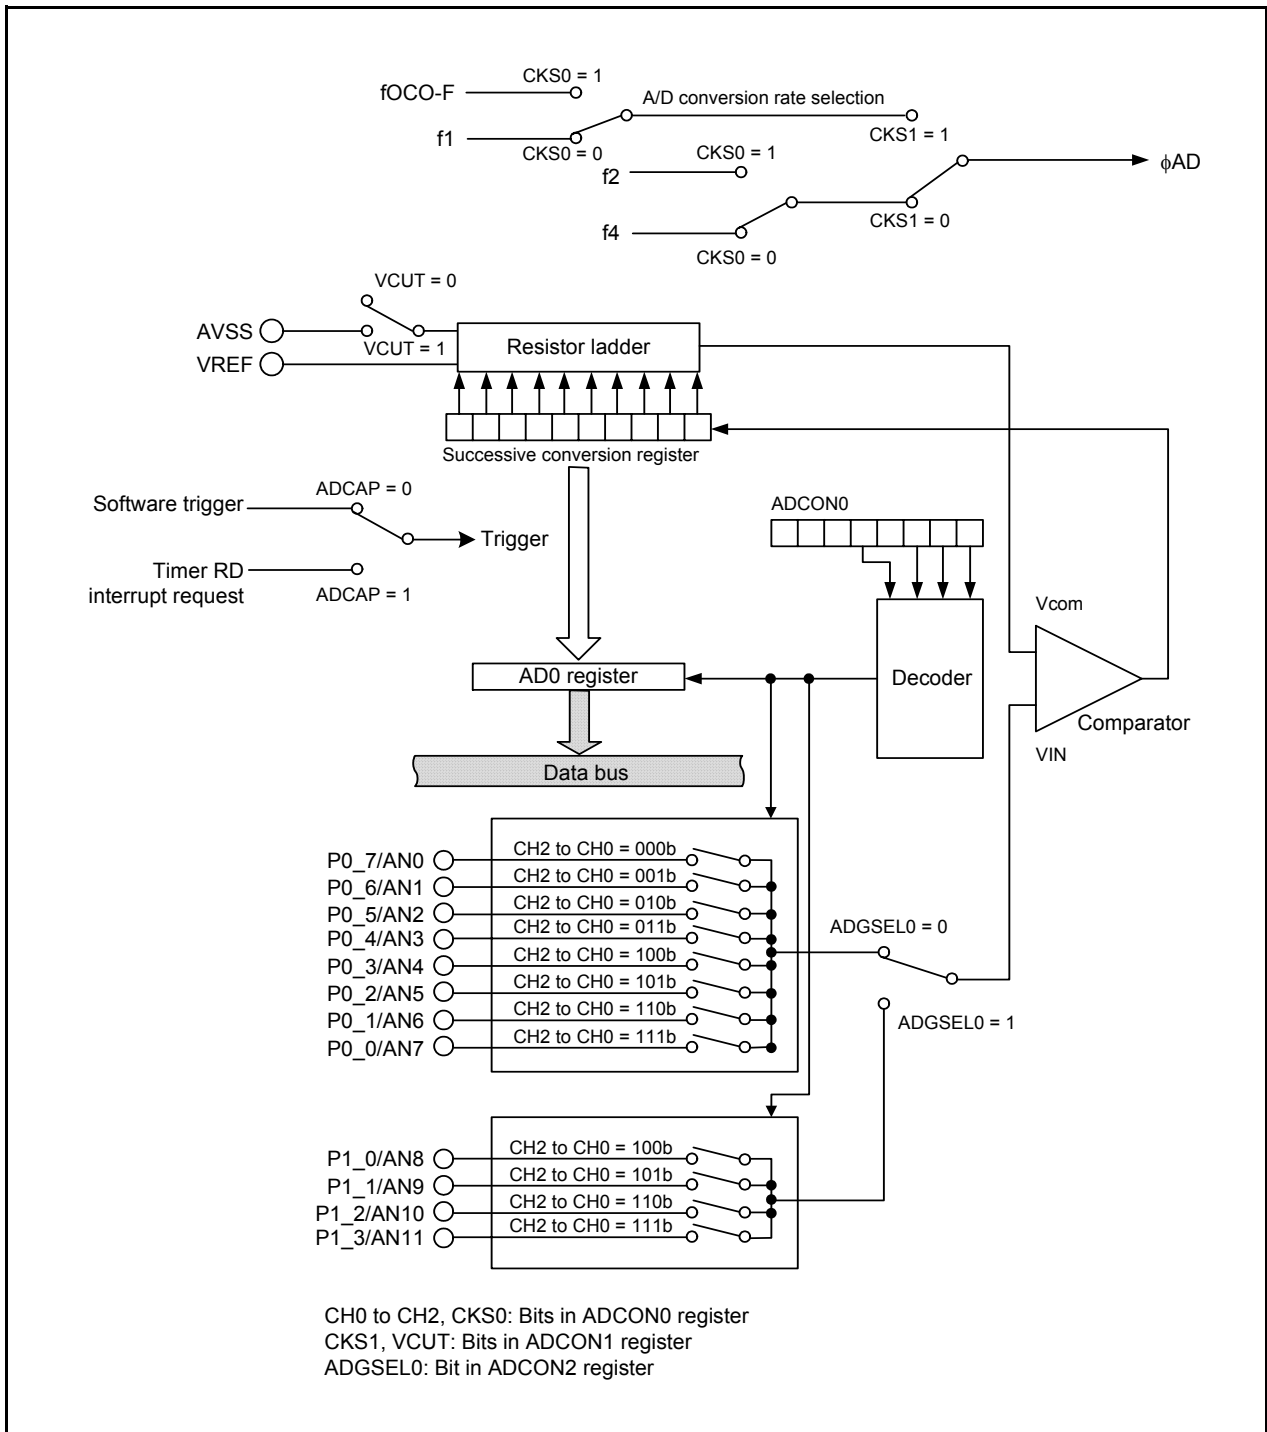 CKS0 = 1
fOCO-F
A/D conversion rate selection
f1
CKS1 = 1
CKS0 = 0
CKS0 = 1
ϕAD
f2
CKS1 = 0
f4
CKS0 = 0
VCUT = 0
AVSS
Resistor ladder
VCUT = 1
VREF
Successive conversion register
ADCAP = 0
Software trigger
ADCON0
Trigger
Timer RD
interrupt request
ADCAP = 1
Vcom
AD0 register
Decoder
Comparator
VIN
Data bus
P0_7/AN0 CH2 to CH0 = 000b
P0_6/AN1 CH2 to CH0 = 001b
P0_5/AN2 CH2 to CH0 = 010b
P0_4/AN3 CH2 to CH0 = 011b
P0_3/AN4 CH2 to CH0 = 100b
P0_2/AN5 CH2 to CH0 = 101b
P0_1/AN6 CH2 to CH0 = 110b
P0_0/AN7 CH2 to CH0 = 111b
ADGSEL0 = 0
ADGSEL0 = 1
P1_0/AN8 CH2 to CH0 = 100b
P1_1/AN9 CH2 to CH0 = 101b
P1_2/AN10 CH2 to CH0 = 110b
P1_3/AN11 CH2 to CH0 = 111b
CH0 to CH2, CKS0: Bits in ADCON0 register
CKS1, VCUT: Bits in ADCON1 register
ADGSEL0: Bit in ADCON2 register